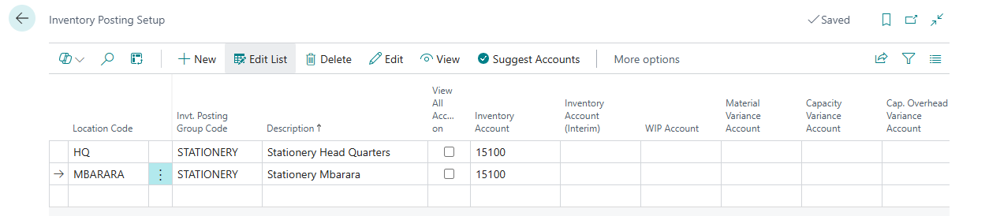 Inventory Posting Setup
Saved
New
Edit List
Delete
Edit
View
Suggest Accounts
More options
Location Code
Invt. Posting
Group Code
Description↑
View
All
Acc...
on
Inventory
Account
Inventory
Account
(Interim)
WIP Account
Material
Variance
Account
Capacity
Variance
Account
Cap. Overhead
Variance
Account
HQ STATIONERY Stationery Head Quarters 15100
MBARARA STATIONERY Stationery Mbarara 15100